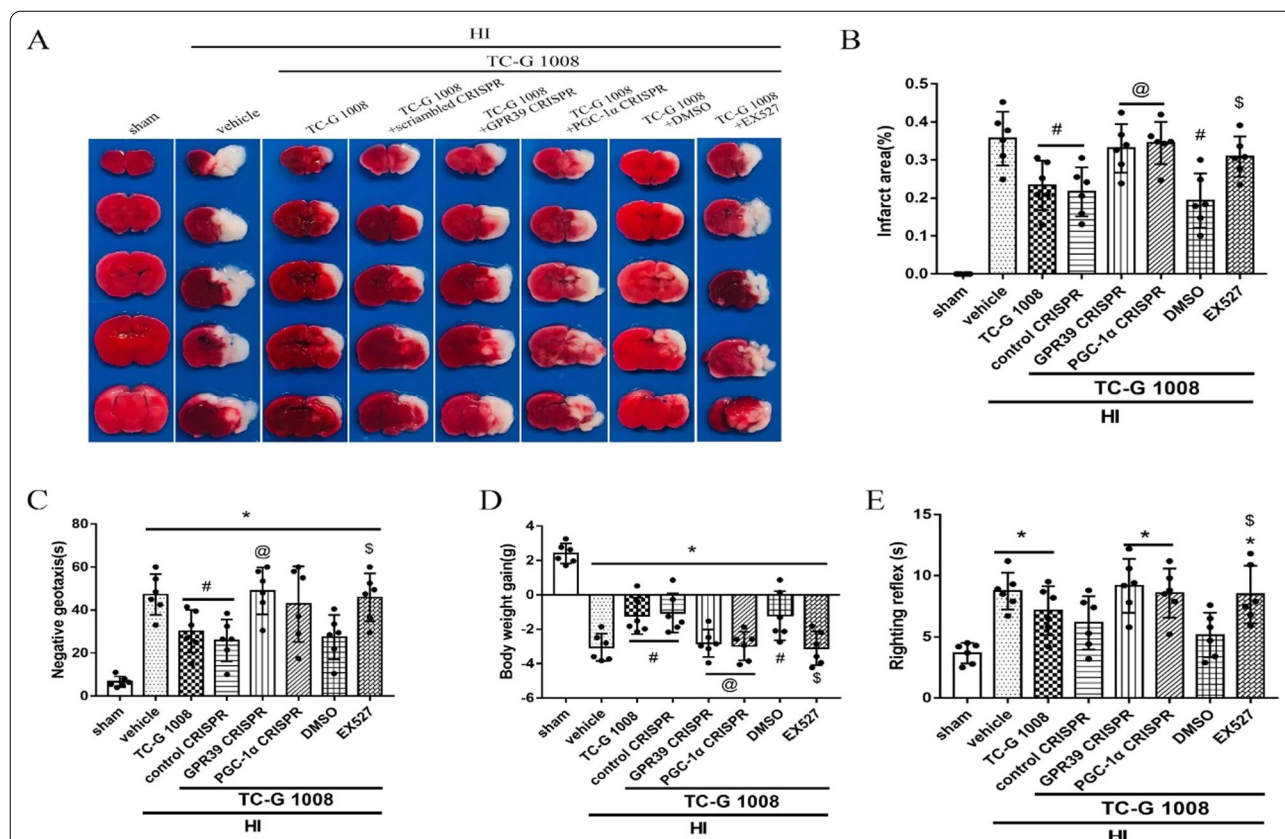 A
HI
TC-G 1008
sham
vehicle
TC-G 1008
TC-G 1008
+scriambled CRISPR
TC-G 1008
+GPR39 CRISPR
TC-G 1008
+PGC-1α CRISPR
TC-G 1008
+DMSO
TC-G 1008
+EX527
B
Infarct area(%)
0.5
0.4
0.3
0.2
0.1
0.0
#
@
#
$
sham
vehicle
TC-G 1008
control CRISPR
GPR39 CRISPR
PGC-1α CRISPR
DMSO
EX527
TC-G 1008
HI
C
Negative geotaxis(s)
80
60
40
20
0
*
#
@
$
sham
vehicle
TC-G 1008
control CRISPR
GPR39 CRISPR
PGC-1α CRISPR
DMSO
EX527
TC-G 1008
HI
D
Body weight gain(g)
4
2
0
-2
-4
-6
*
#
@
#
$
sham
vehicle
TC-G 1008
control CRISPR
GPR39 CRISPR
PGC-1α CRISPR
DMSO
EX527
TC-G 1008
HI
E
Righting reflex (s)
15
10
5
0
*
*
$
*
sham
vehicle
TC-G 1008
control CRISPR
GPR39 CRISPR
PGC-1α CRISPR
DMSO
EX527
TC-G 1008
HI